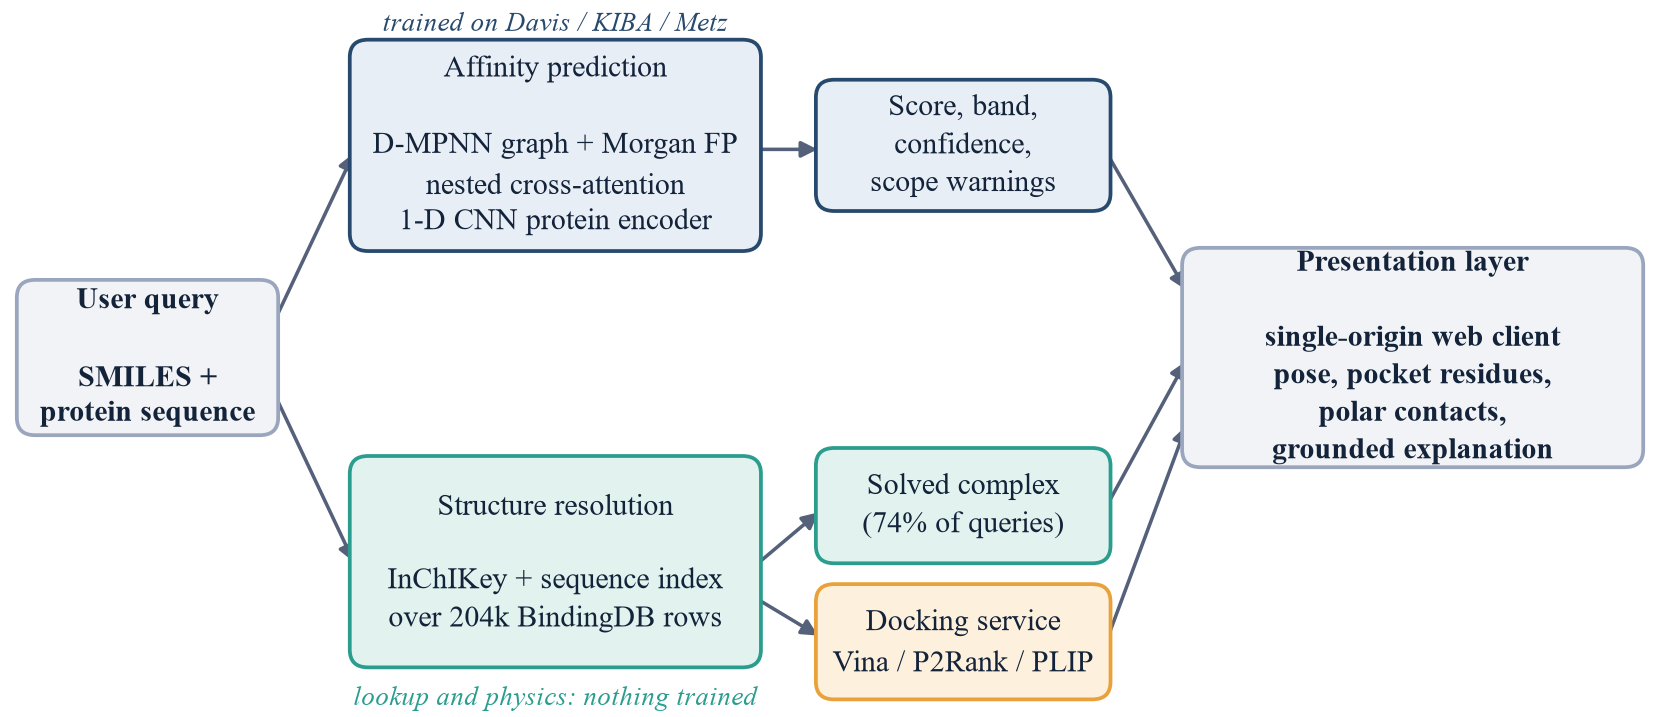 trained on Davis / KIBA / Metz
Affinity prediction
D-MPNN graph + Morgan FP
nested cross-attention
1-D CNN protein encoder
Score, band,
confidence,
scope warnings
User query
SMILES +
protein sequence
Presentation layer
single-origin web client
pose, pocket residues,
polar contacts,
grounded explanation
Structure resolution
InChIKey + sequence index
over 204k BindingDB rows
Solved complex
(74% of queries)
Docking service
Vina / P2Rank / PLIP
lookup and physics: nothing trained